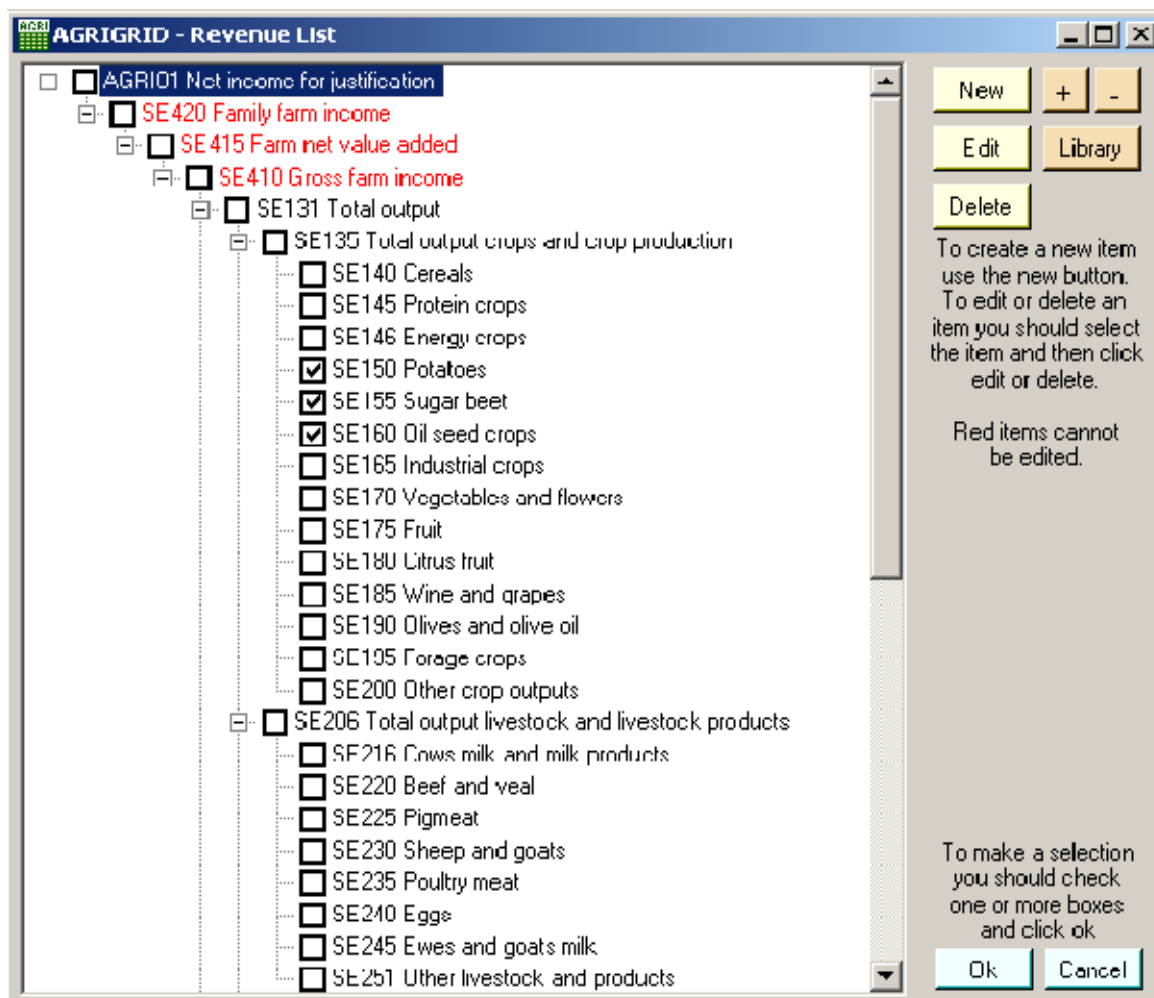 AGRI
AGRIGRID - Revenue List
AGRI01 Net income for justification
SE420 Family farm income
SE415 Farm net value added
SE410 Gross farm income
SE131 Total output
SE135 Total output crops and crop production
SE140 Cereals
SE145 Protein crops
SE146 Energy crops
SE150 Potatoes
SE155 Sugar beet
SE160 Oil seed crops
SE165 Industrial crops
SE170 Vegetables and flowers
SE175 Fruit
SE180 Citrus fruit
SE185 Wine and grapes
SE190 Olives and olive oil
SE195 Forage crops
SE200 Other crop outputs
SE206 Total output livestock and livestock products
SE216 Cows milk and milk products
SE220 Beef and veal
SE225 Pigmeat
SE230 Sheep and goats
SE235 Poultry meat
SE240 Eggs
SE245 Ewes and goats milk
SE251 Other livestock and products
New + -
Edit Library
Delete
To create a new item
use the new button.
To edit or delete an
item you should select
the item and then click
edit or delete.
Red items cannot
be edited.
To make a selection
you should check
one or more boxes
and click ok
Ok Cancel